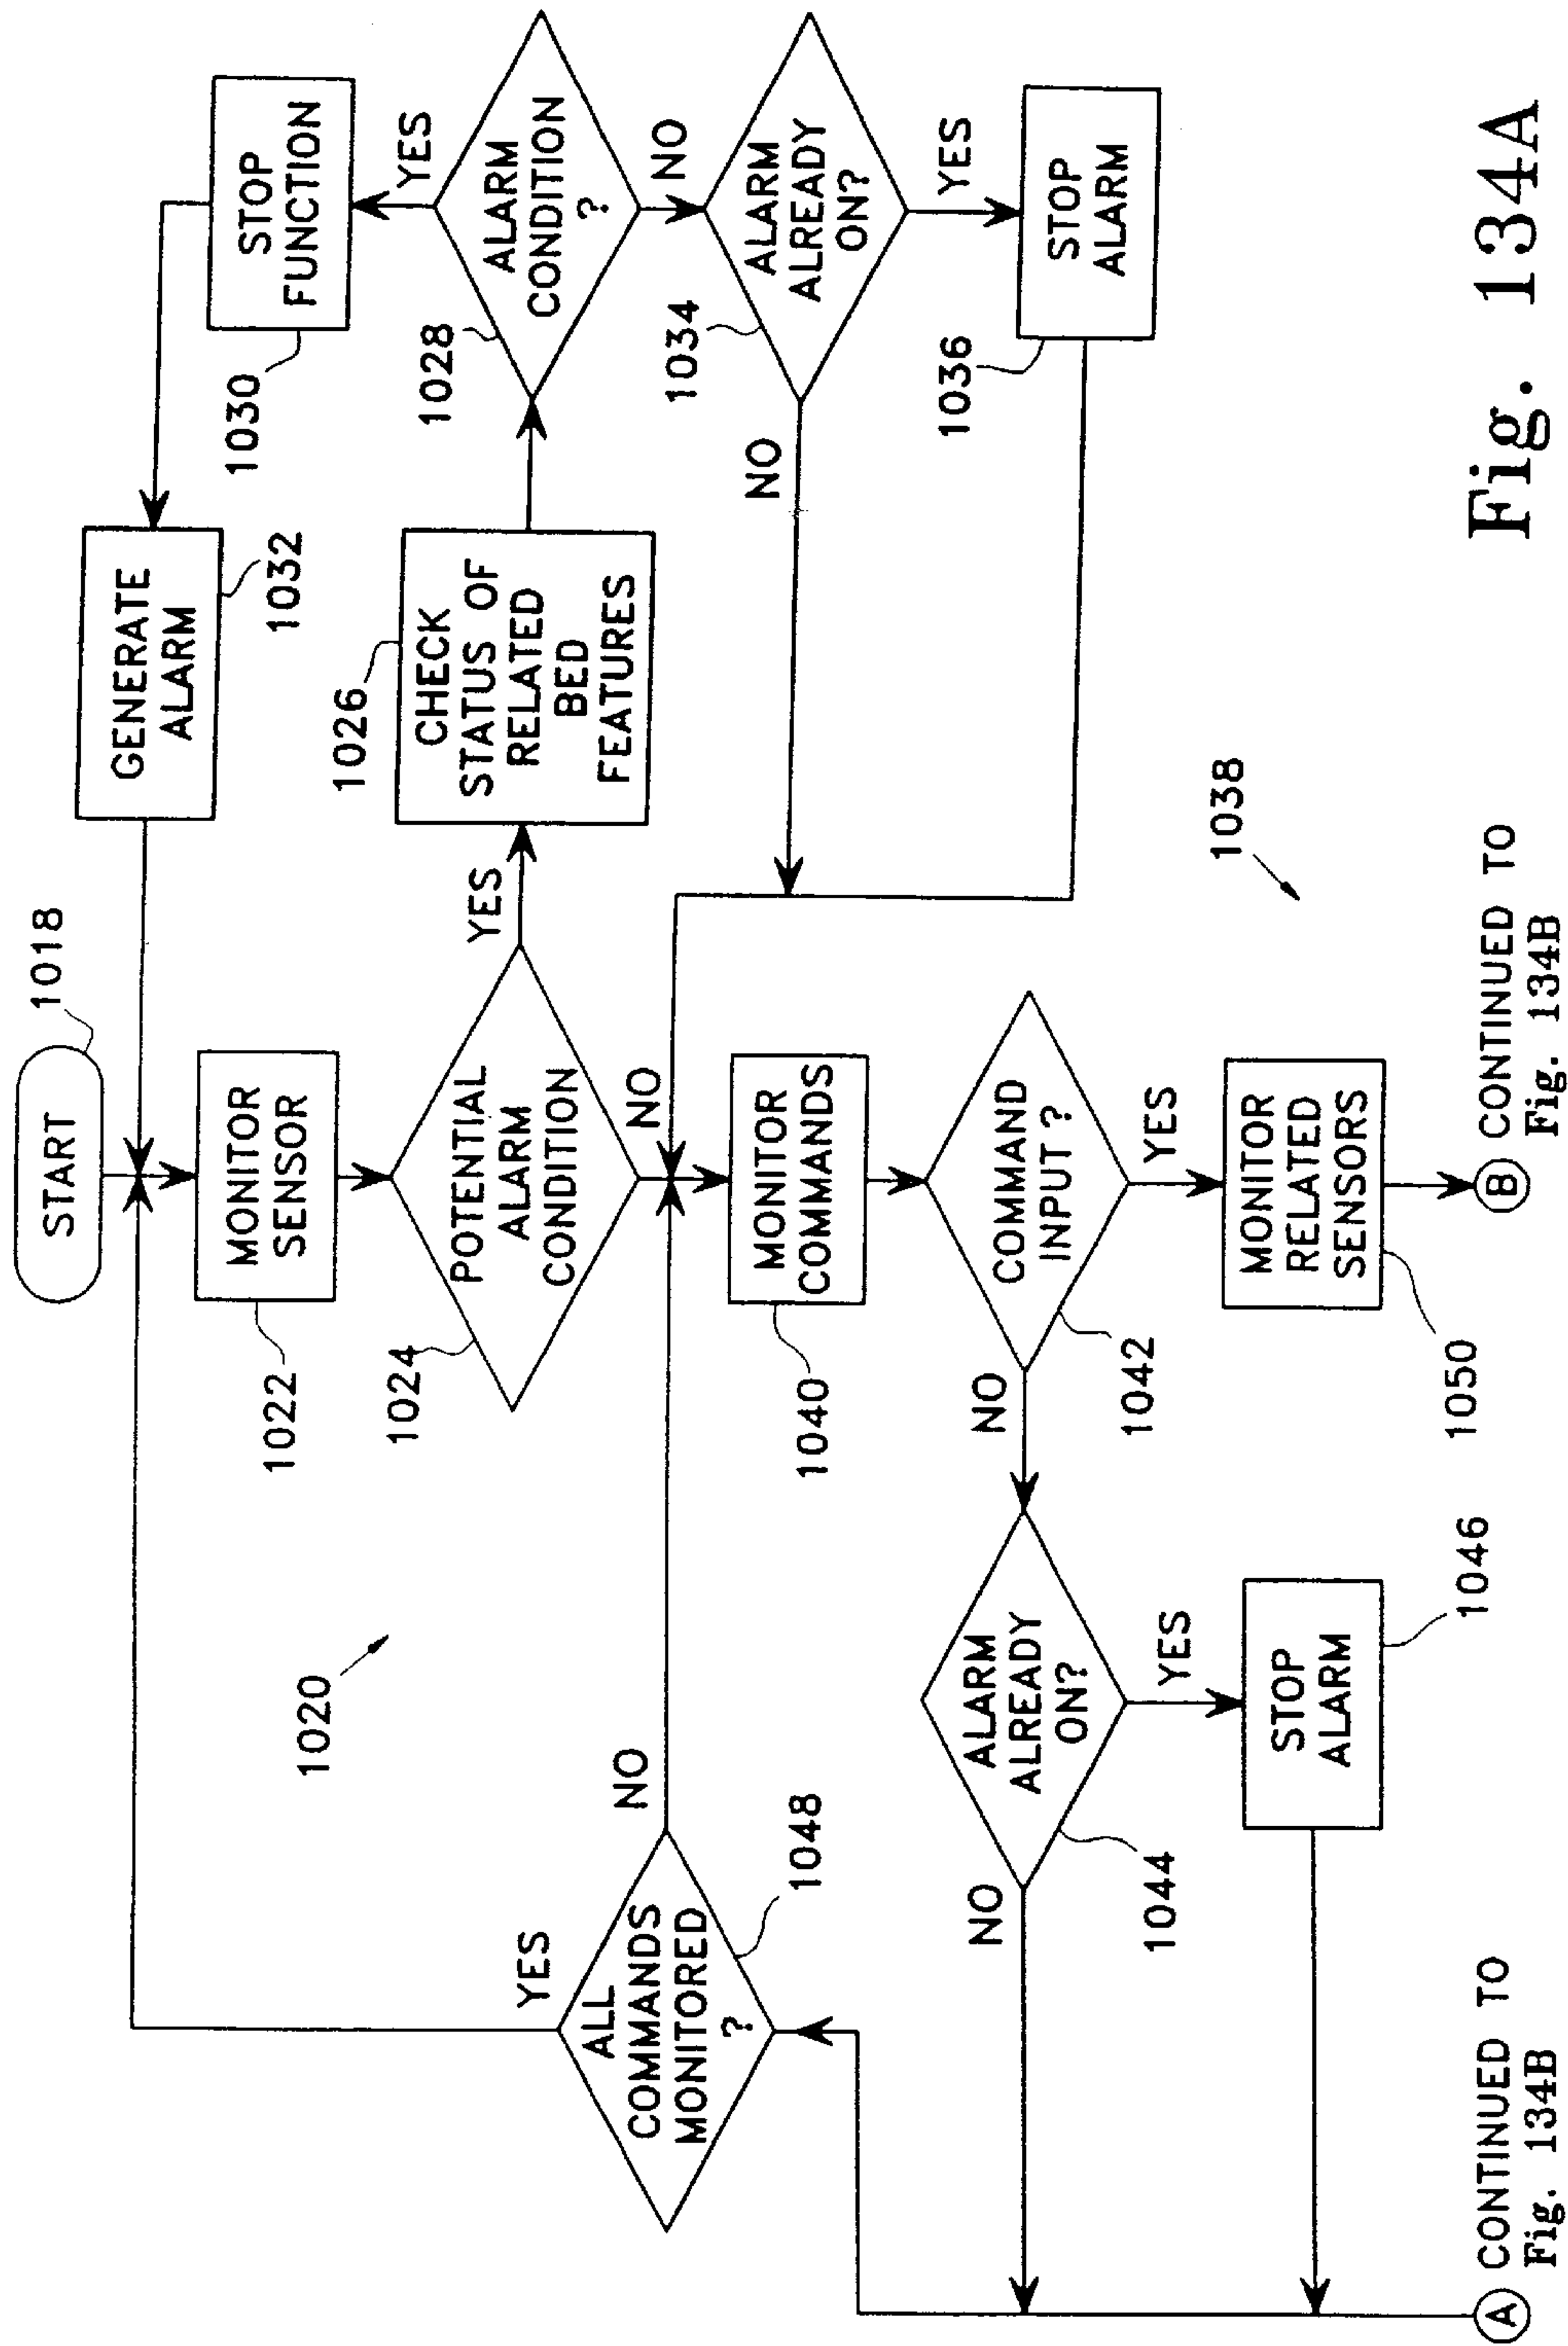 START
1018
MONITOR
SENSOR
1022
POTENTIAL
ALARM
CONDITION
1024
YES
NO
GENERATE
ALARM
1032
STOP
FUNCTION
1030
YES
CHECK
STATUS OF
RELATED
BED
FEATURES
1026
ALARM
CONDITION
?
1028
NO
ALARM
ALREADY
ON?
1034
NO
YES
STOP
ALARM
1036
1020
ALL
COMMANDS
MONITORED
?
1048
YES
NO
MONITOR
COMMANDS
1040
COMMAND
INPUT?
1042
NO
YES
ALARM
ALREADY
ON?
1044
NO
YES
STOP
ALARM
1046
MONITOR
RELATED
SENSORS
1050
1038
A CONTINUED TO
Fig. 134B
B CONTINUED TO
Fig. 134B
Fig. 134A